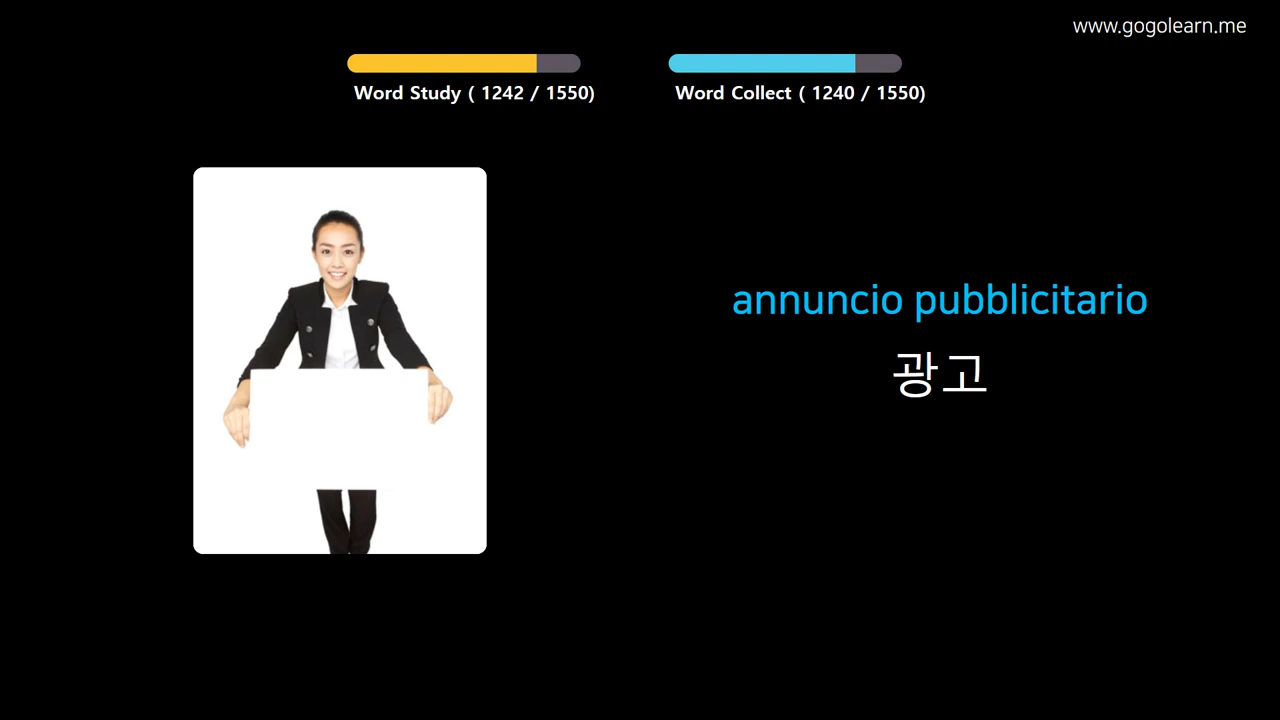 www.gogolearn.me
Word Study ( 1242 / 1550)
Word Collect ( 1240 / 1550)
annuncio pubblicitario
광고